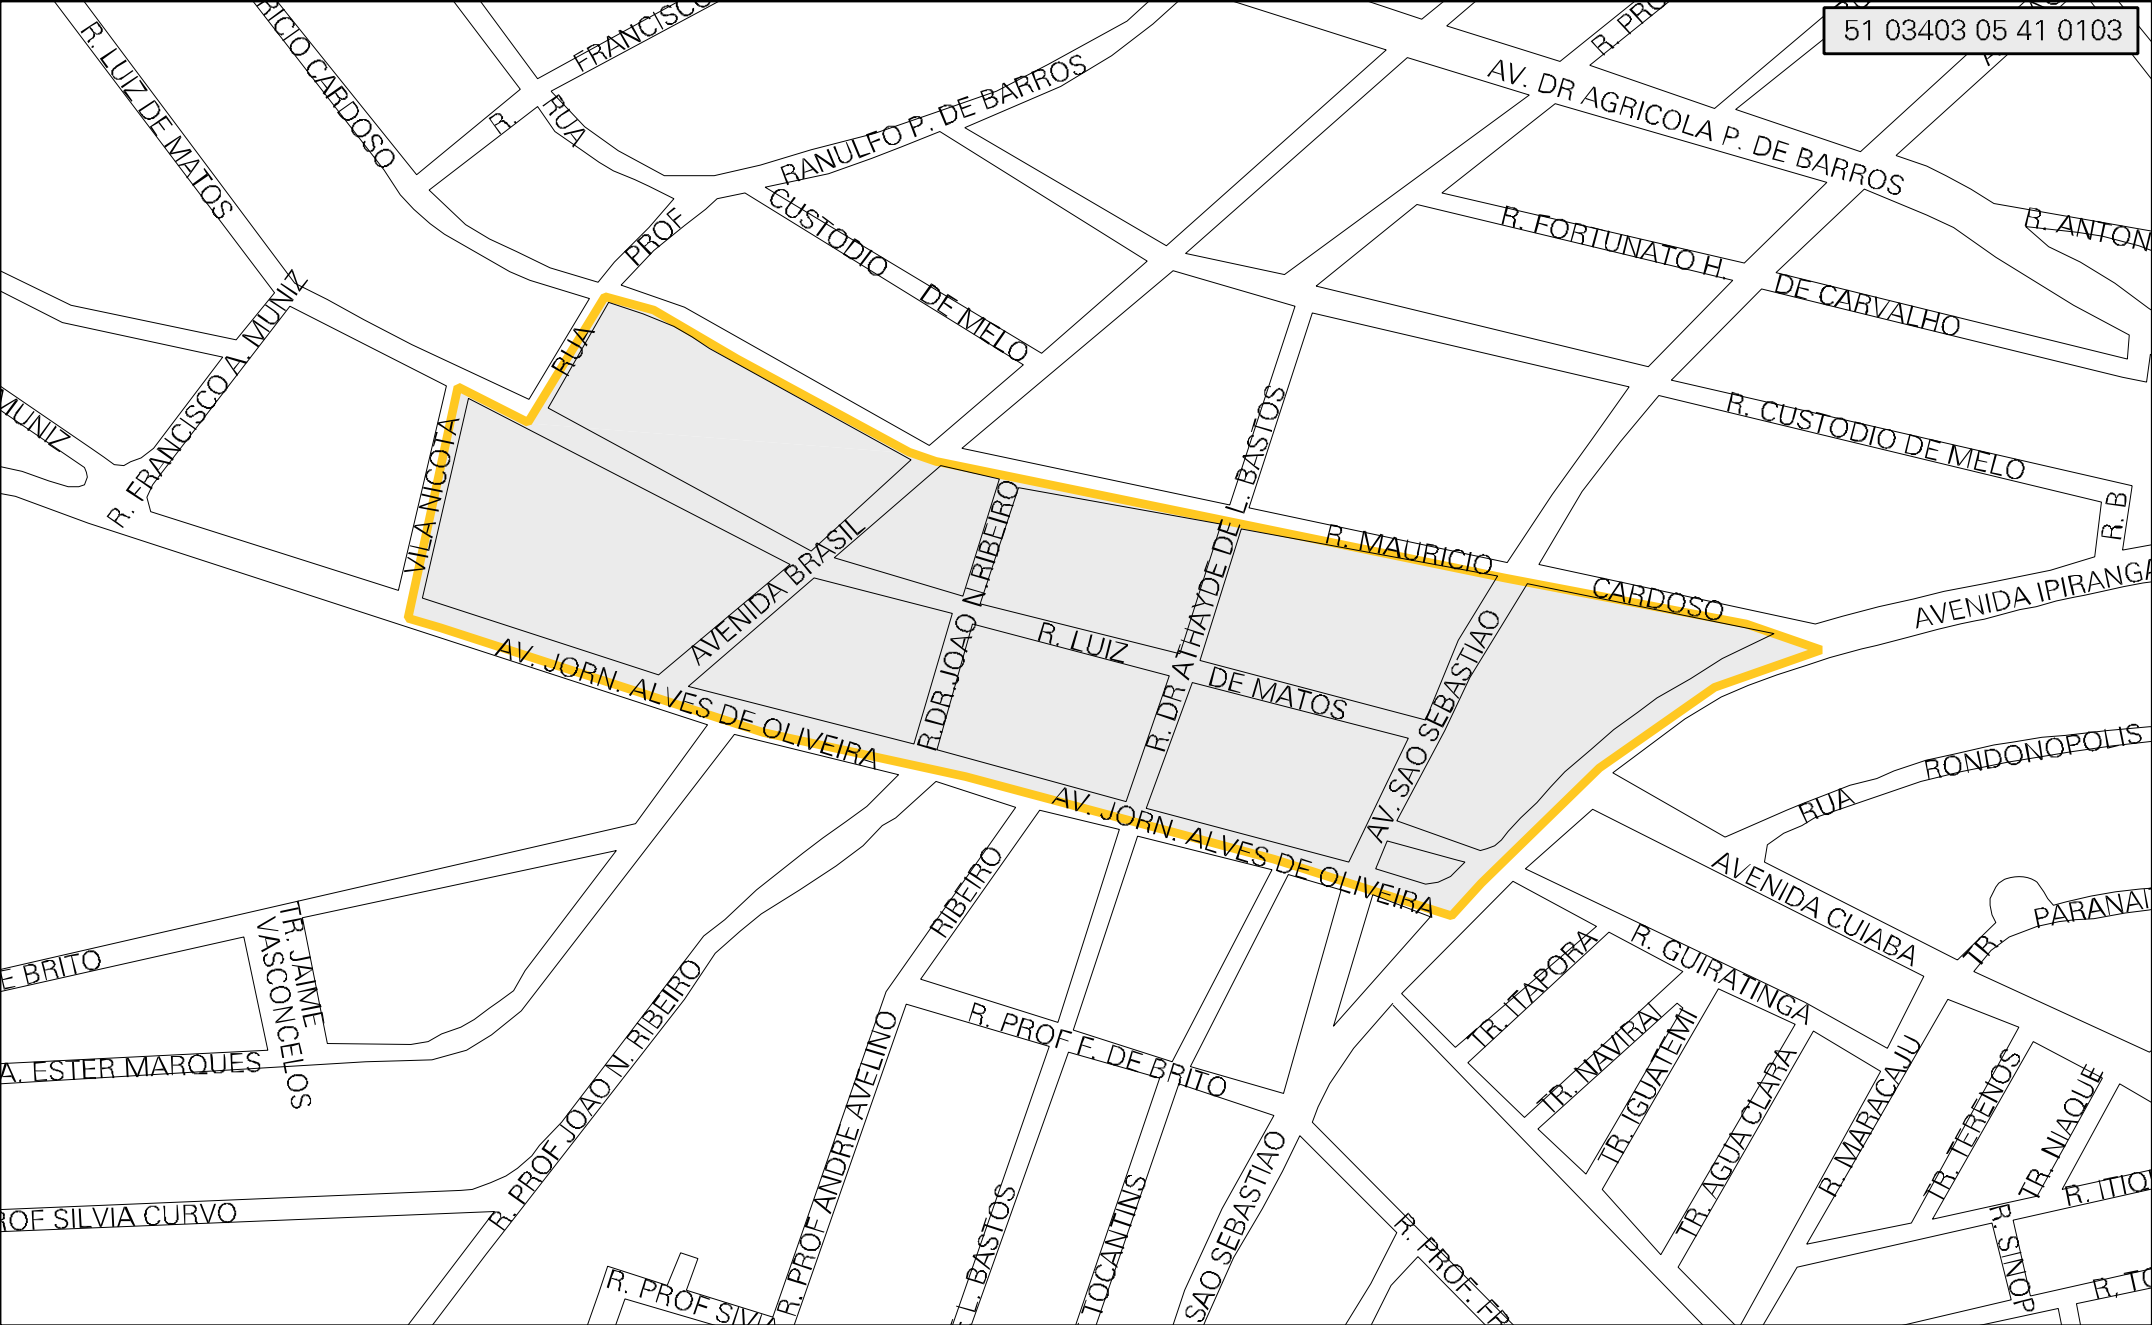 51 03403 05 41 0103
R. LUIZ DE MATOS
RICIO CARDOSO
FRANCISCO
R.
RUA
RANULFO P. DE BARROS
R. PRO
AV. DR AGRICOLA P. DE BARROS
PROF
CUSTODIO
DE MELO
R. FORTUNATO H.
DE CARVALHO
R. ANTON
R. FRANCISCO A. MUNIZ
MUNIZ
RUA
VILA NICOTA
R. CUSTODIO DE MELO
R. B
R. DR ATHAYDE DE L. BASTOS
R. MAURICIO
CARDOSO
AVENIDA IPIRANGA
AVENIDA BRASIL
R.DR.JOAO N.RIBEIRO
R. LUIZ
DE MATOS
AV. SAO SEBASTIAO
AV. JORN. ALVES DE OLIVEIRA
AV. JORN. ALVES DE OLIVEIRA
RONDONOPOLIS
RUA
AVENIDA CUIABA
TR.
PARANAI
E BRITO
TR. JAIME
VASCONCELOS
A. ESTER MARQUES
ROF SILVIA CURVO
R. PROF JOAO N. RIBEIRO
RIBEIRO
R. PROF ANDRE AVELINO
R. PROF F. DE BRITO
R. GUIRATINGA
TR. ITAPORA
TR. NAVIRAI
TR. IGUATEMI
TR. AGUA CLARA
R. MARACAJU
TR. TERENOS
TR. NIAQUE
R. ITIQ
R. SINOP
R. TO
R. PROF SIVI
L. BASTOS
TOCANTINS
SAO SEBASTIAO
R. PROF. FR